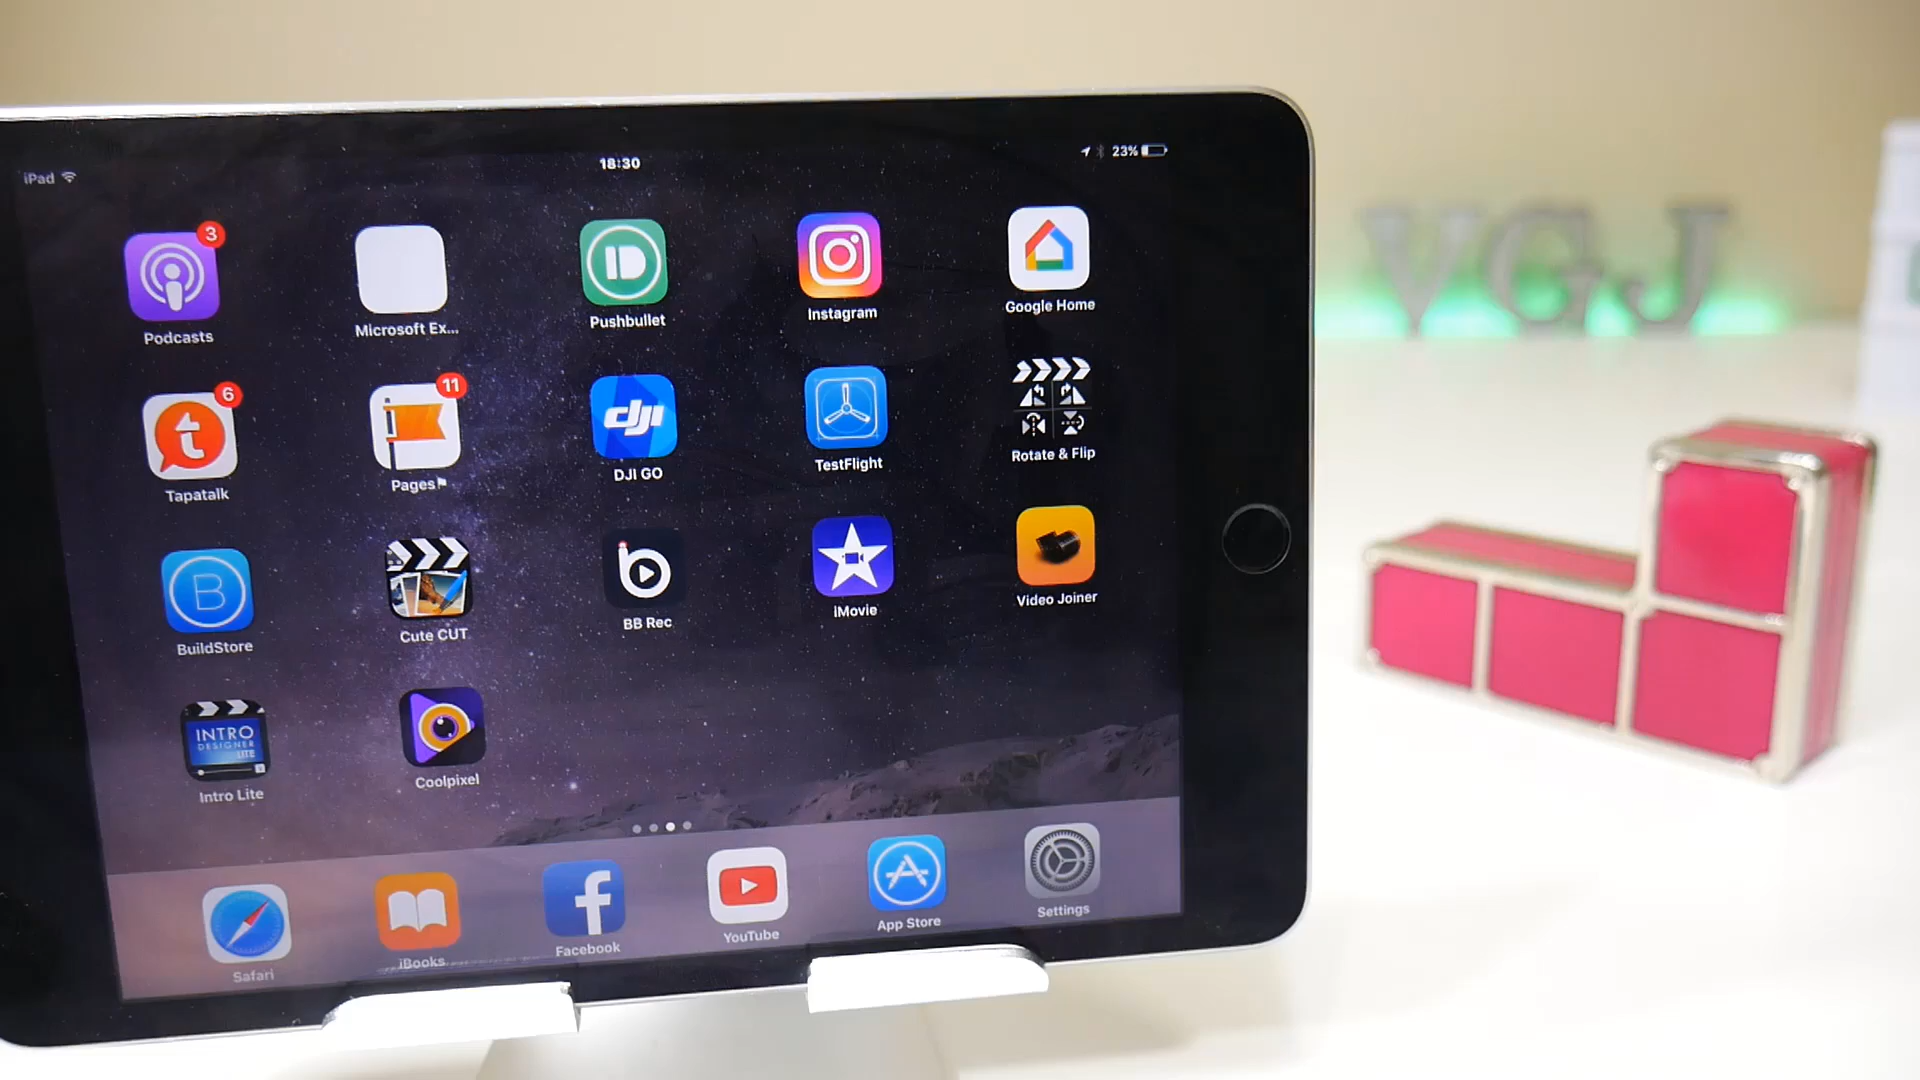 iPad
18:30
23%
3
Podcasts
Microsoft Ex...
Pushbullet
Instagram
Google Home
6
t
Tapatalk
11
Pages
dji
DJI GO
TestFlight
Rotate & Flip
B
BuildStore
Cute CUT
b
BB Rec
iMovie
Video Joiner
INTRO
DESIGNER
LITE
Intro Lite
Coolpixel
Safari
iBooks
f
Facebook
YouTube
App Store
Settings
VGJ